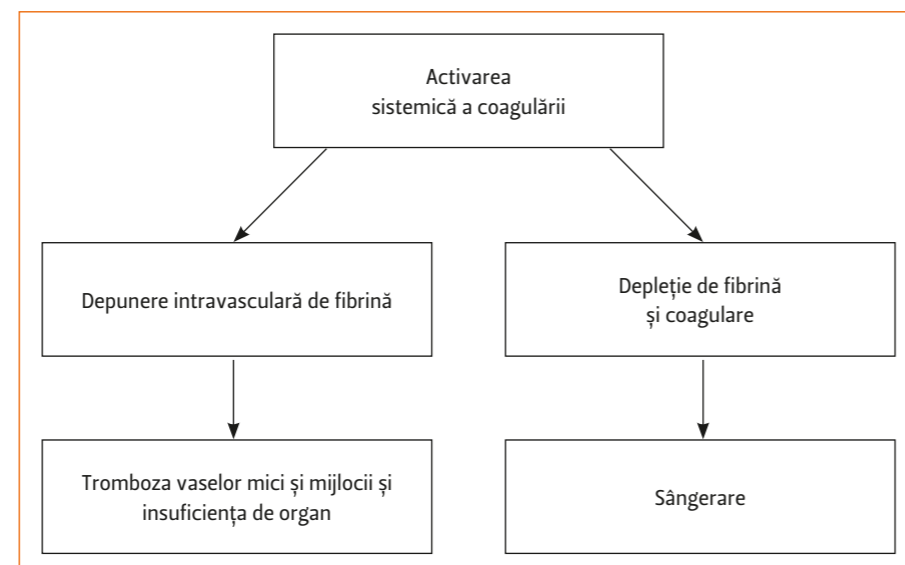 Activarea
sistemică a coagulării
Depunere intravasculară de fibrină
Depleție de fibrină
și coagulare
Tromboza vaselor mici și mijlocii și
insuficiența de organ
Sângerare